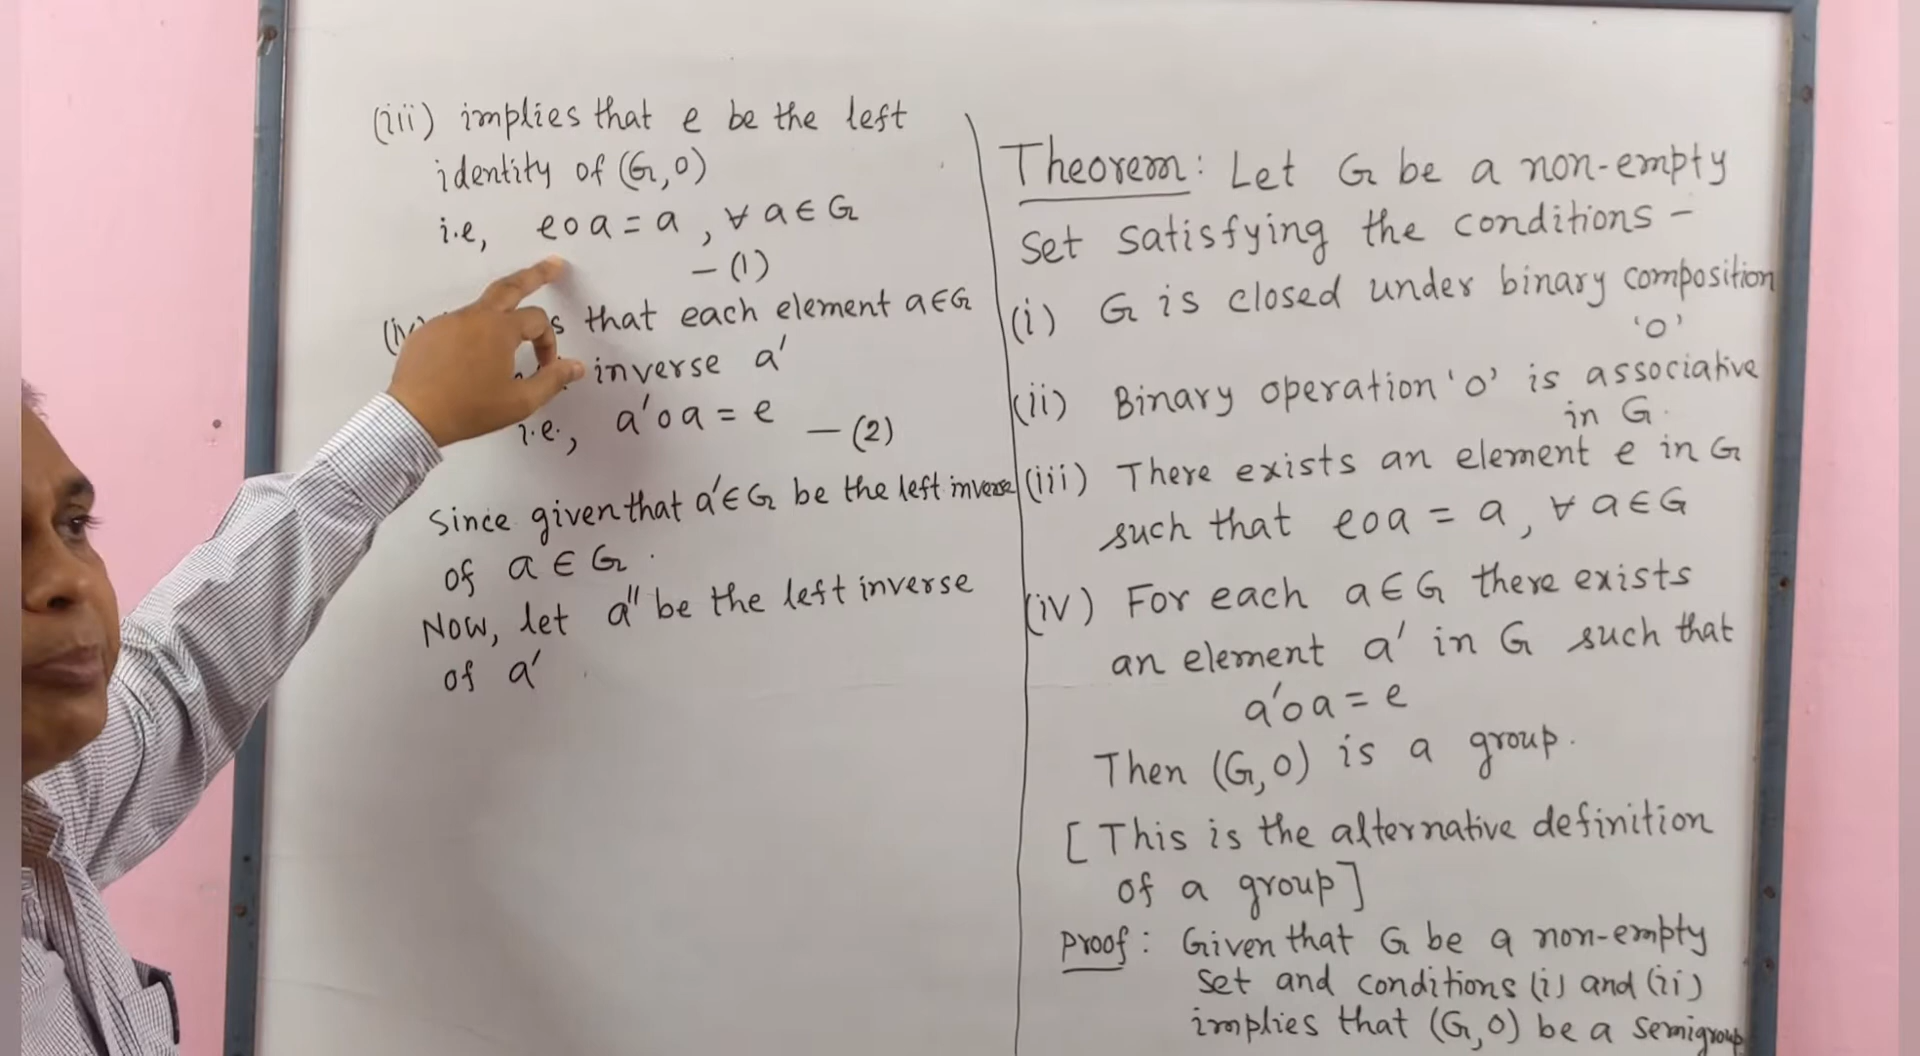 Theorem: Let G be a non-empty
set satisfying the conditions –
(i) G is closed under binary composition
'o'
(ii) Binary operation 'o' is associative
in G.
(iii) There exists an element e in G
such that eoa = a, ∀ a ∈ G
(iv) For each a ∈ G there exists
an element a' in G such that
a'oa = e
Then (G, o) is a group.
[This is the alternative definition
of a group]
Proof: Given that G be a non-empty
set and conditions (i) and (ii)
implies that (G, o) be a semigroup
(iii) implies that e be the left
identity of (G, o)
i.e, eoa = a, ∀ a ∈ G
— (1)
(iv) that each element a ∈ G
inverse a'
i.e., a'oa = e — (2)
Since given that a' ∈ G be the left inverse
of a ∈ G.
Now, let a'' be the left inverse
of a'